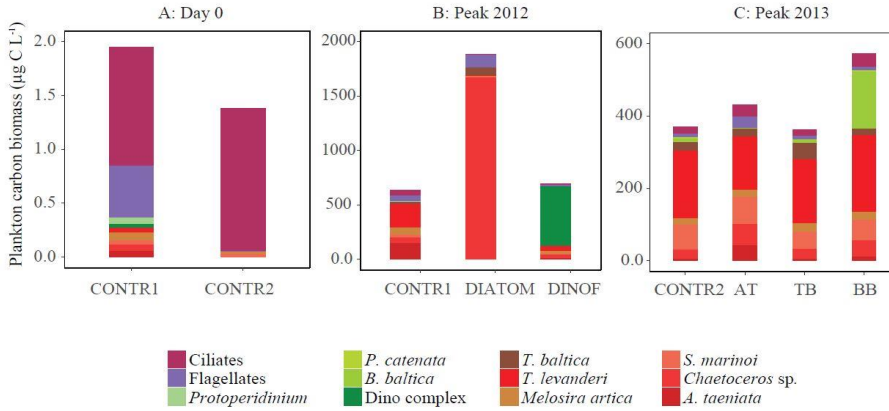 A: Day 0
B: Peak 2012
C: Peak 2013
Plankton carbon biomass (µg C L-1)
2.0
1.5
1.0
0.5
0.0
CONTR1 CONTR2
2000
1500
1000
500
0
CONTR1 DIATOM DINOF
600
400
200
0.0
CONTR2 AT TB BB
Ciliates
Flagellates
Protoperidinium
P. catenata
B. baltica
Dino complex
T. baltica
T. levanderi
Melosira artica
S. marinoi
Chaetoceros sp.
A. taeniata